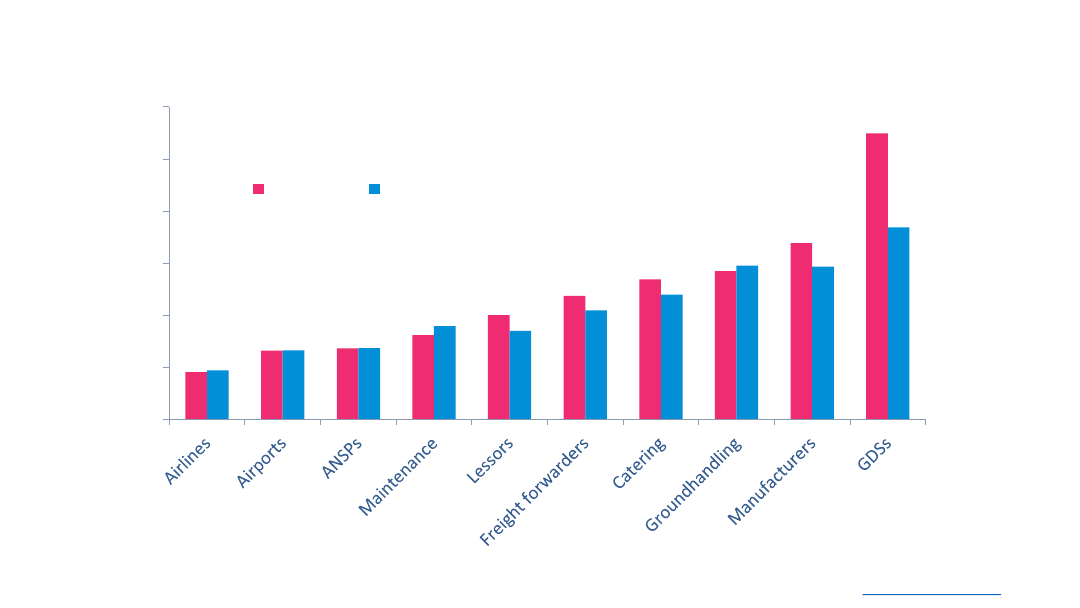 Airlines
Airports
ANSPs
Maintenance
Lessors
Freight forwarders
Catering
Groundhandling
Manufacturers
GDSs